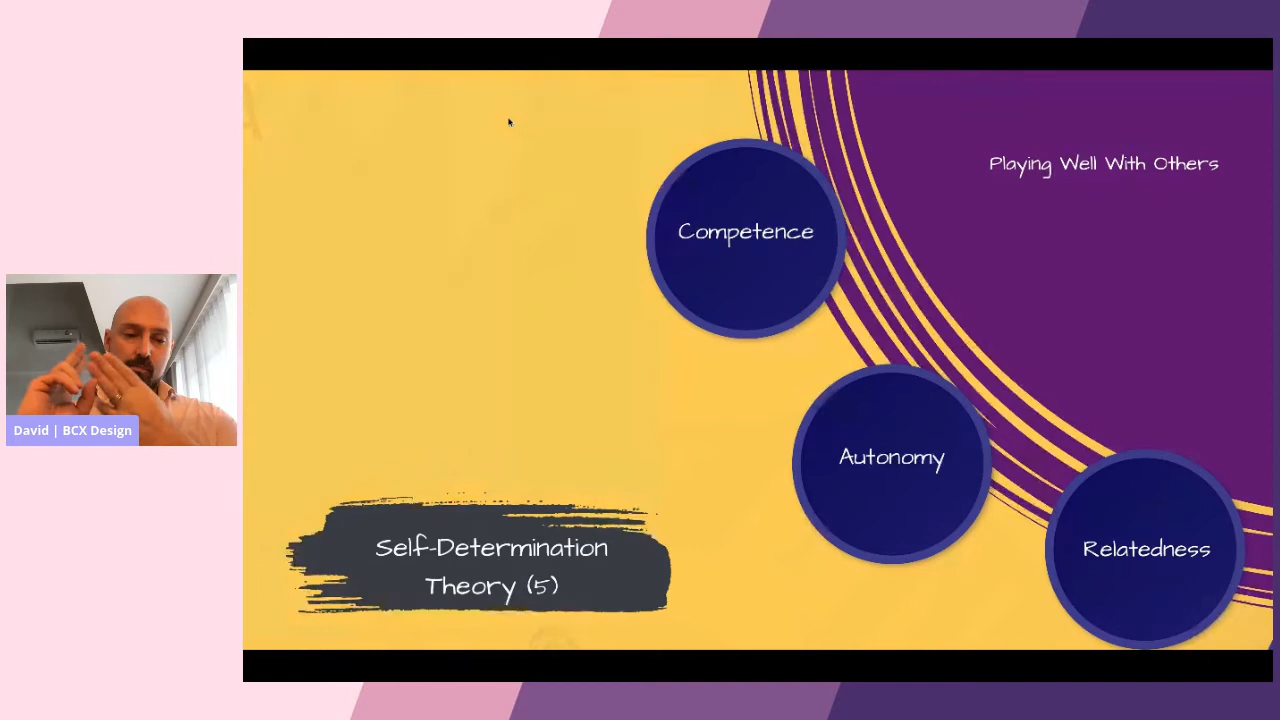 Playing Well With Others
Competence
Autonomy
Relatedness
Self-Determination
Theory (5)
David | BCX Design